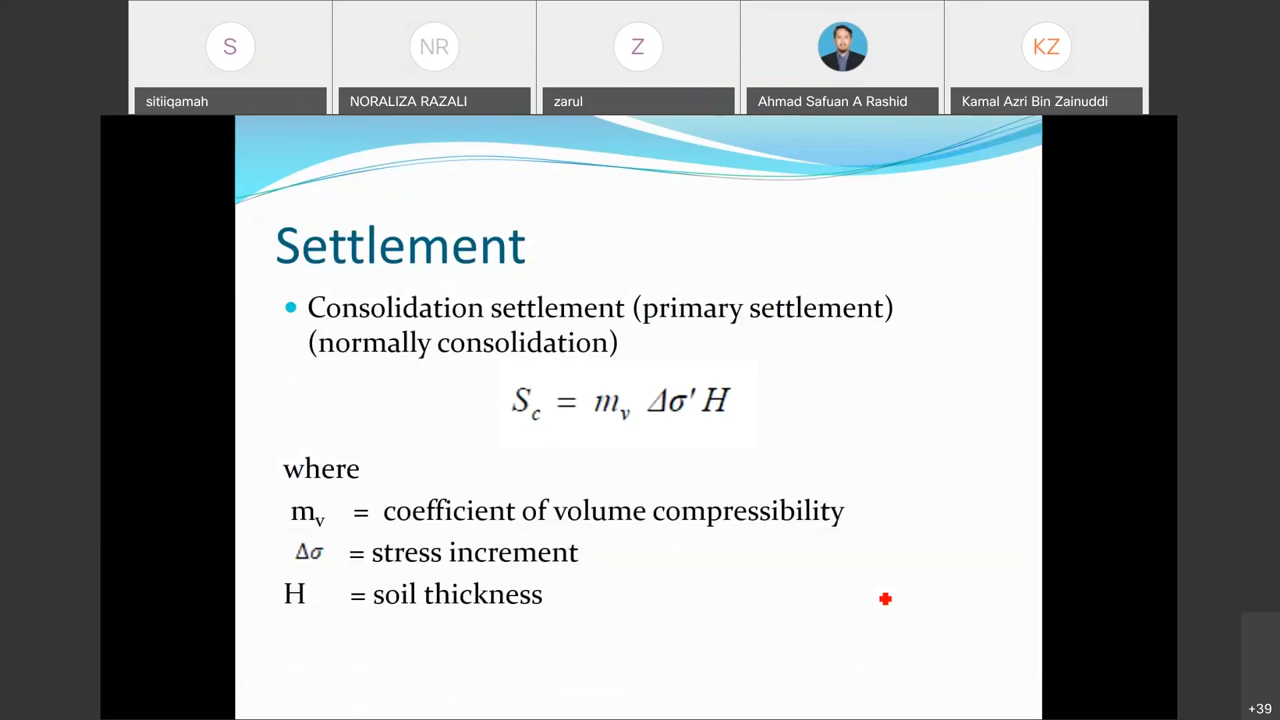 S
NR
Z
KZ
sitiiqamah
NORALIZA RAZALI
zarul
Ahmad Safuan A Rashid
Kamal Azri Bin Zainuddi
Settlement
• Consolidation settlement (primary settlement)
(normally consolidation)
S_c = m_v Δσ' H
where
m_v = coefficient of volume compressibility
Δσ = stress increment
H = soil thickness
+39